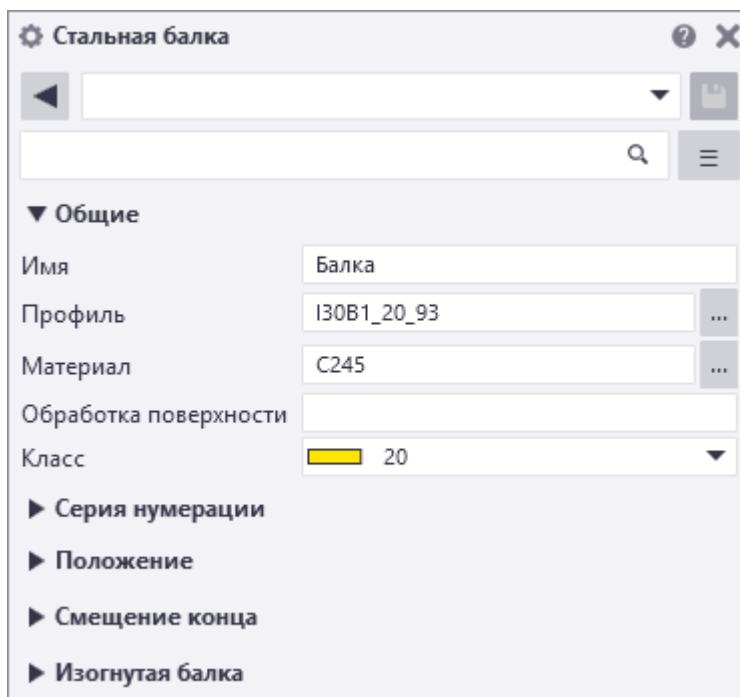 Стальная балка
Общие
Имя Балка
Профиль I30B1_20_93 ...
Материал C245 ...
Обработка поверхности
Класс 20
Серия нумерации
Положение
Смещение конца
Изогнутая балка